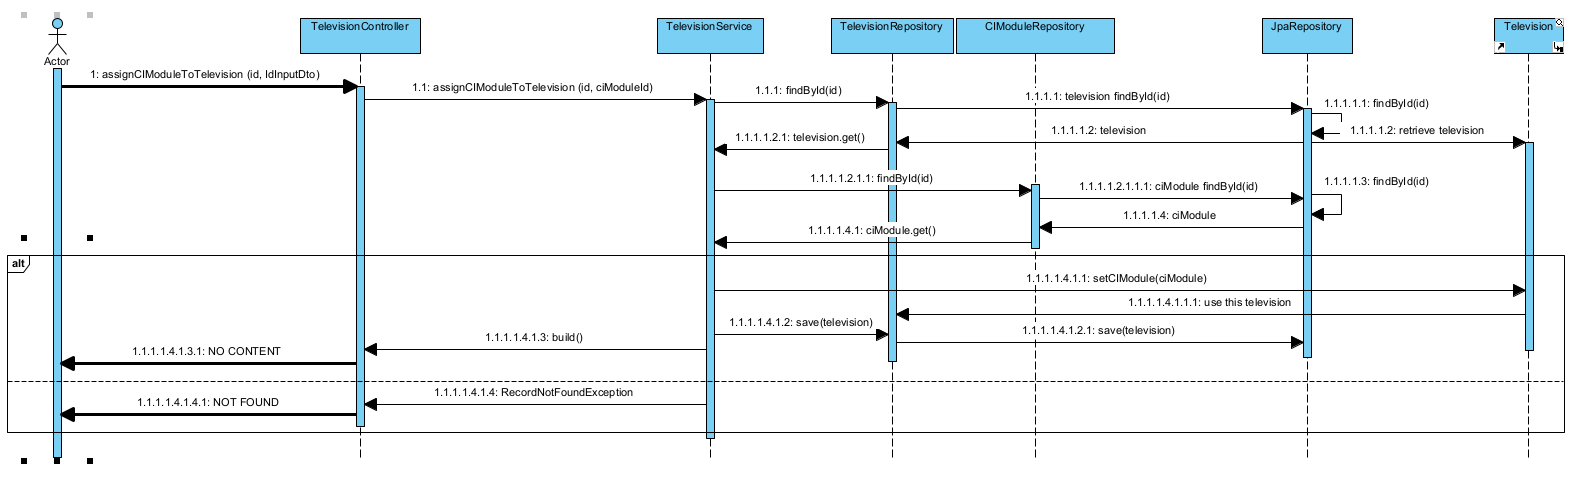 TelevisionController
TelevisionService
TelevisionRepository
CIModuleRepository
JpaRepository
Television
Actor
1: assignCIModuleToTelevision (id, IdInputDto)
1.1: assignCIModuleToTelevision (id, ciModuleId)
1.1.1: findById(id)
1.1.1.1: television findById(id)
1.1.1.1.1: findById(id)
1.1.1.1.2: television
1.1.1.1.2: retrieve television
1.1.1.1.2.1: television.get()
1.1.1.1.2.1.1: findById(id)
1.1.1.1.2.1.1.1: ciModule findById(id)
1.1.1.1.3: findById(id)
1.1.1.1.4: ciModule
1.1.1.1.4.1: ciModule.get()
alt
1.1.1.1.4.1.1: setCIModule(ciModule)
1.1.1.1.4.1.1.1: use this television
1.1.1.1.4.1.2: save(television)
1.1.1.1.4.1.2.1: save(television)
1.1.1.1.4.1.3: build()
1.1.1.1.4.1.3.1: NO CONTENT
1.1.1.1.4.1.4: RecordNotFoundException
1.1.1.1.4.1.4.1: NOT FOUND